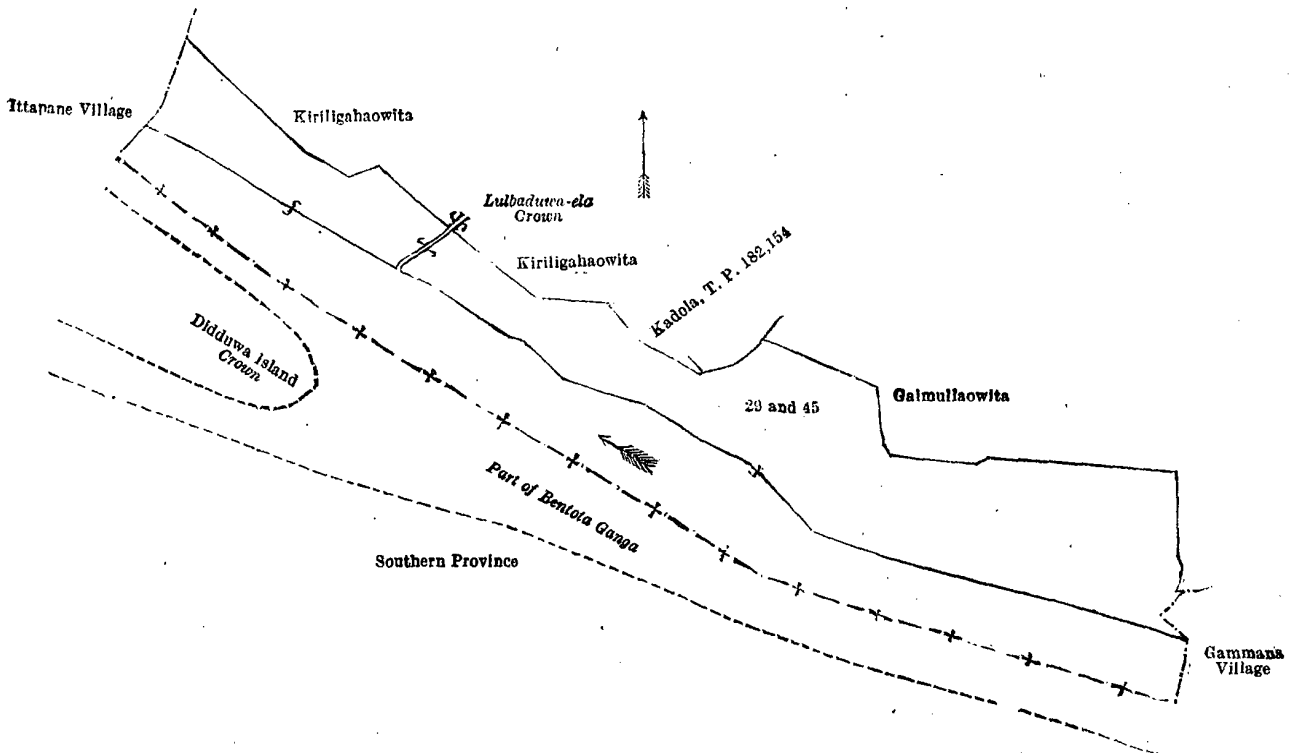 Ittapane Village
Kiriligahaowita
Lulbaduwa-ela
Crown
Kiriligahaowita
Kadola, T. P. 182,154
Didduwa Island
Crown
29 and 45
Galmullaowita
Part of Bentota Ganga
Southern Province
Gammana
Village